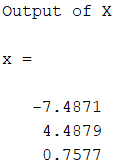 Output of X
x =
-7.4871
4.4879
0.7577